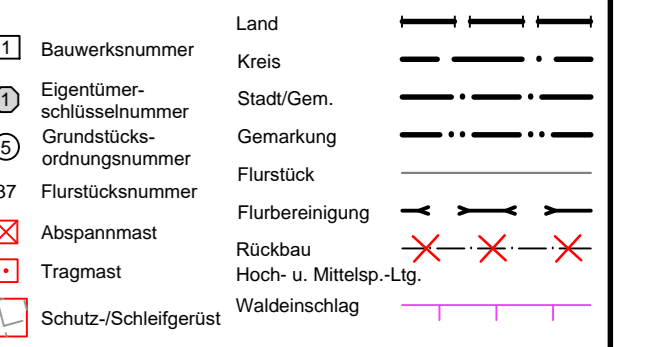 1 Bauwerksnummer
1 Eigentümer-
schlüsselnummer
5 Grundstücks-
ordnungsnummer
Flurstücksnummer
Abspannmast
Tragmast
Schutz-/Schleifgerüst
Land
Kreis
Stadt/Gem.
Gemarkung
Flurstück
Flurbereinigung
Rückbau
Hoch- u. Mittelsp.-Ltg.
Waldeinschlag